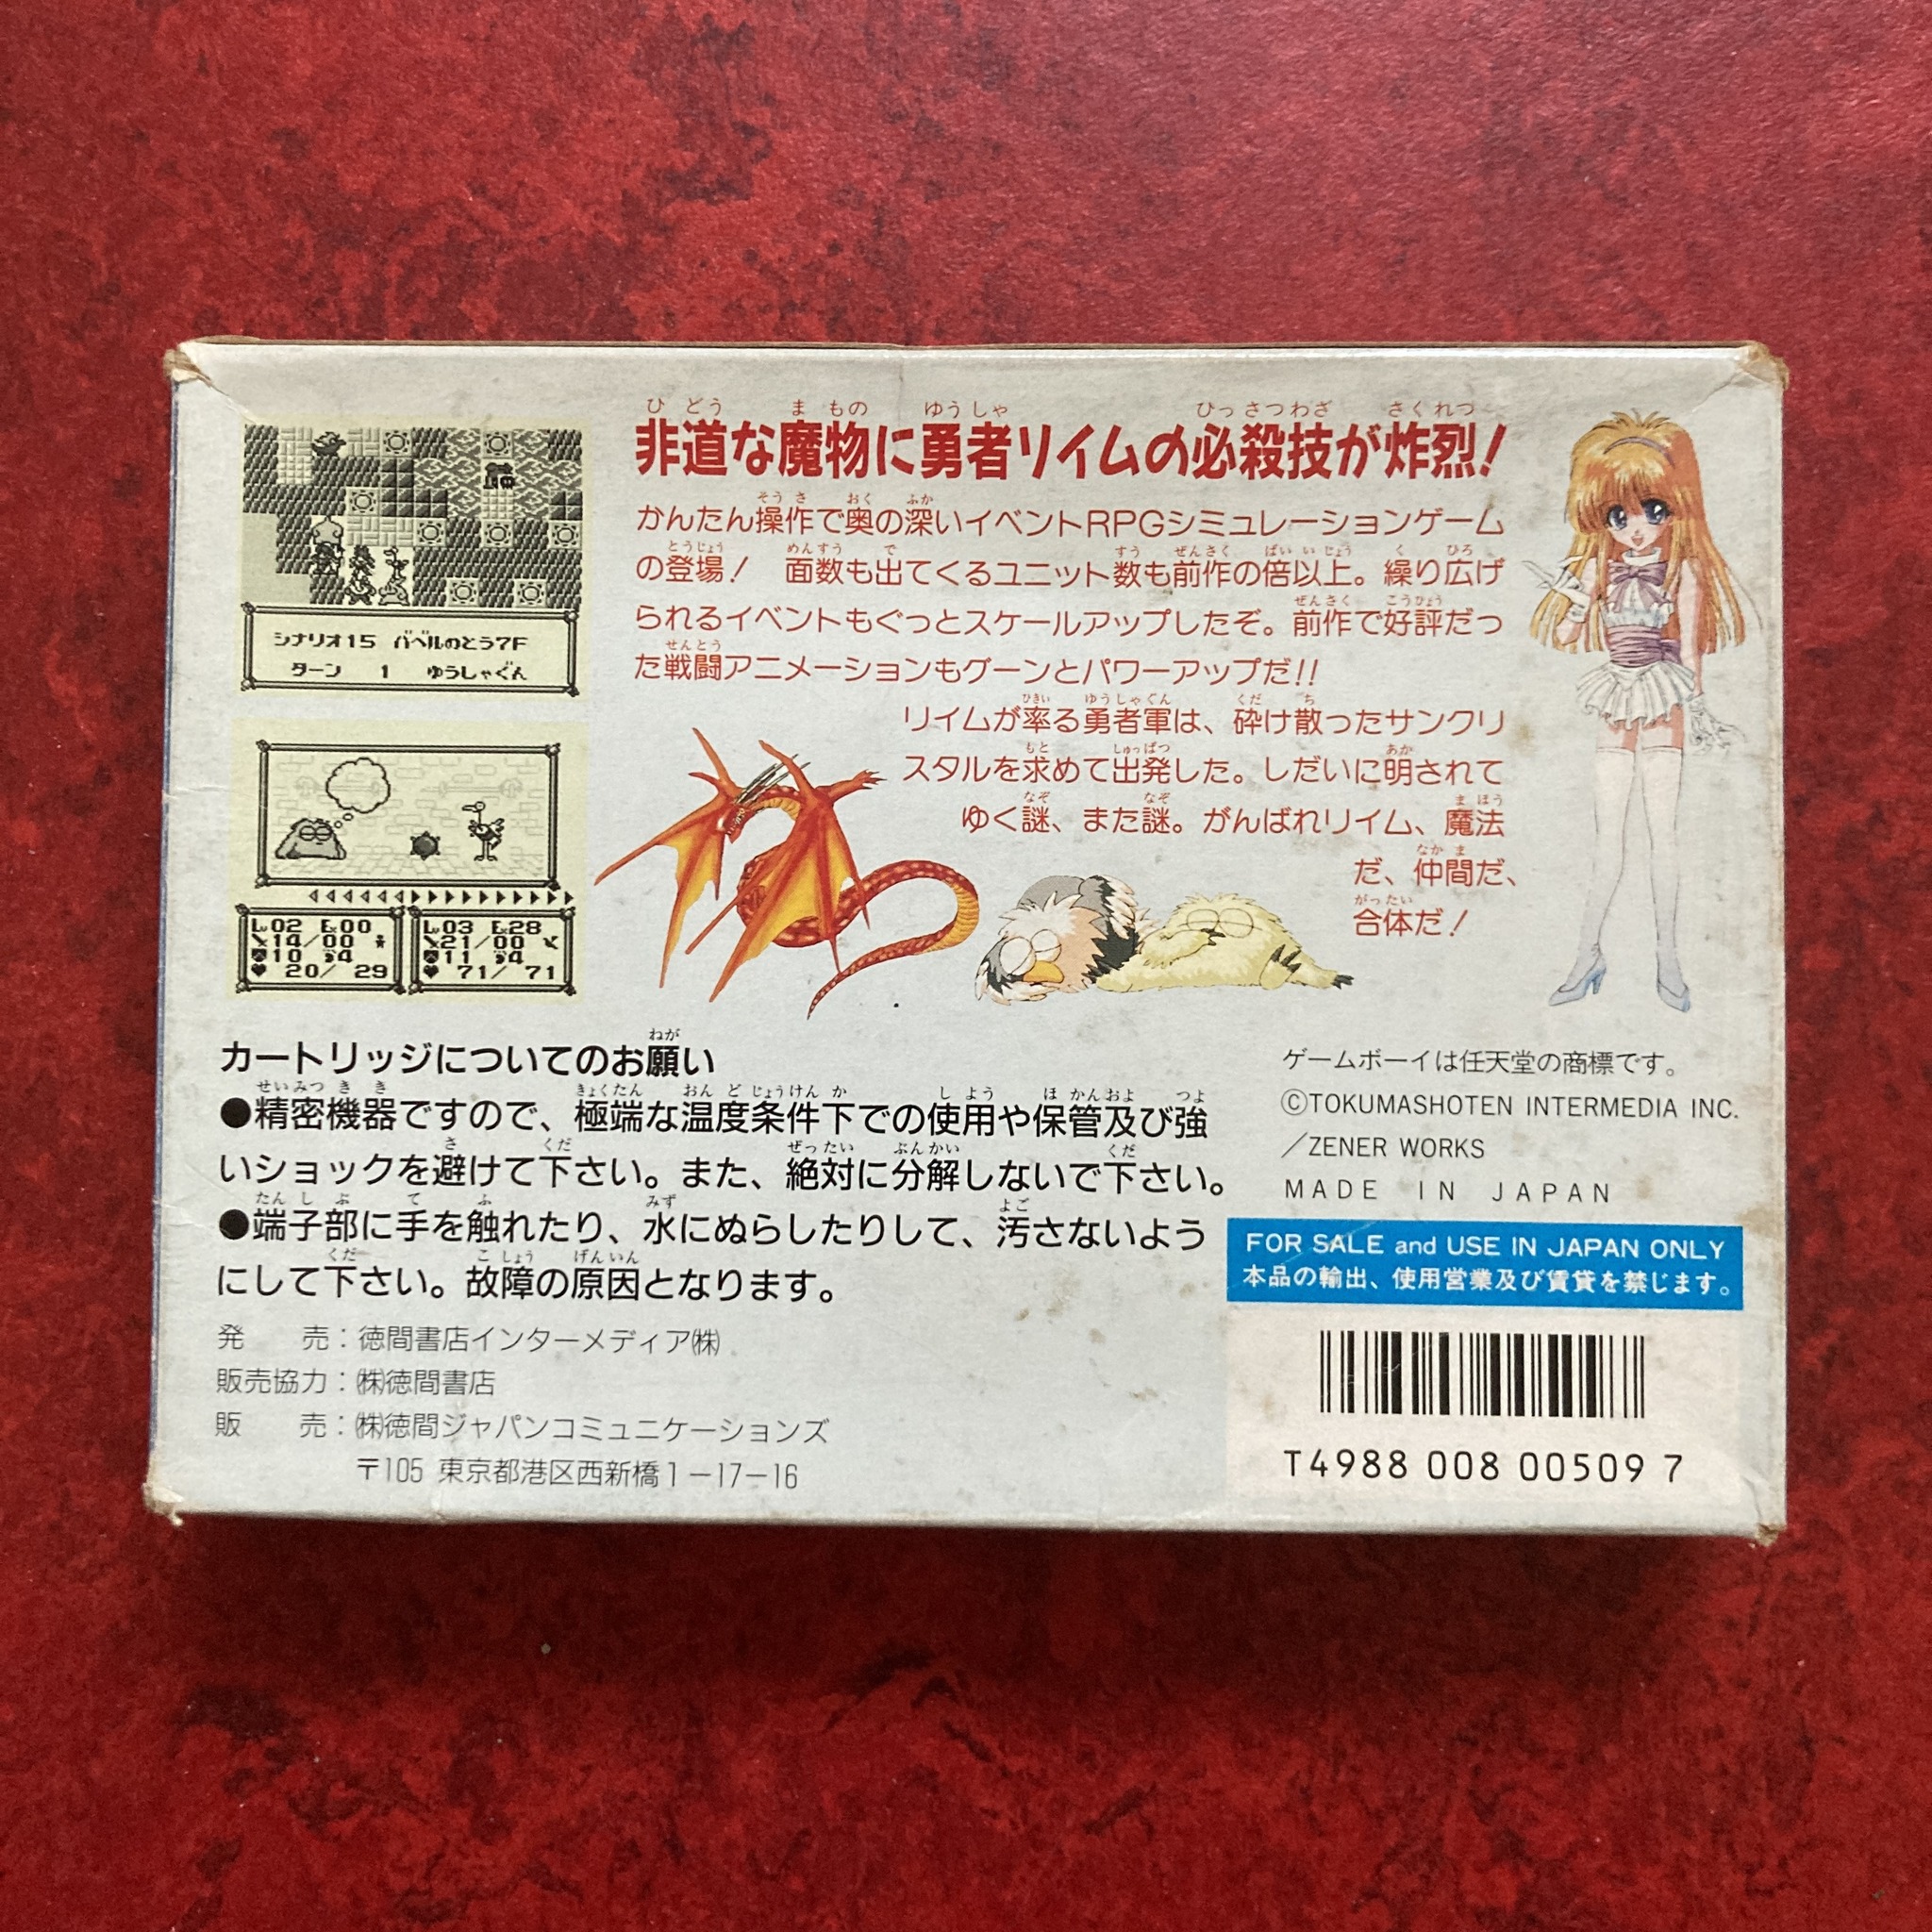 非道な魔物に勇者リイムの必殺技が炸烈!
かんたん操作で奥の深いイベントRPGシミュレーションゲーム
の登場! 面数も出てくるユニット数も前作の倍以上。繰り広げ
られるイベントもぐっとスケールアップしたぞ。前作で好評だっ
た戦闘アニメーションもグーンとパワーアップだ!!
リイムが率る勇者軍は、砕け散ったサンクリ
スタルを求めて出発した。しだいに明されて
ゆく謎、また謎。がんばれリイム、魔法
だ、仲間だ、
合体だ!
シナリオ15 バベルのとう7F
ターン 1 ゆうしゃぐん
Lv02 Ex00
14/00
10 4
20/ 29
Lv03 Ex28
21/00
11 4
71/ 71
カートリッジについてのお願い
●精密機器ですので、極端な温度条件下での使用や保管及び強
いショックを避けて下さい。また、絶対に分解しないで下さい。
●端子部に手を触れたり、水にぬらしたりして、汚さないよう
にして下さい。故障の原因となります。
発 売:徳間書店インターメディア㈱
販売協力:㈱徳間書店
販 売:㈱徳間ジャパンコミュニケーションズ
〒105 東京都港区西新橋1-17-16
ゲームボーイは任天堂の商標です。
©TOKUMASHOTEN INTERMEDIA INC.
/ZENER WORKS
MADE IN JAPAN
FOR SALE and USE IN JAPAN ONLY
本品の輸出、使用営業及び賃貸を禁じます。
T4988 008 00509 7